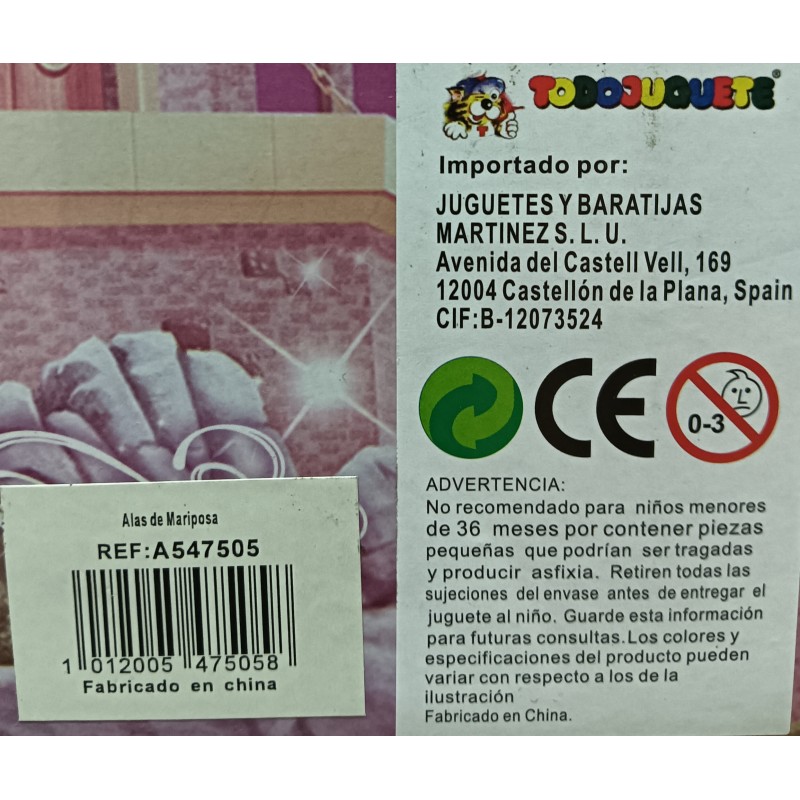 TODOJUGUETE®
Importado por:
JUGUETES Y BARATIJAS
MARTINEZ S. L. U.
Avenida del Castell Vell, 169
12004 Castellón de la Plana, Spain
CIF:B-12073524
CE
0-3
ADVERTENCIA:
No recomendado para niños menores
de 36 meses por contener piezas
pequeñas que podrían ser tragadas
y producir asfixia. Retiren todas las
sujeciones del envase antes de entregar el
juguete al niño. Guarde esta información
para futuras consultas.Los colores y
especificaciones del producto pueden
variar con respecto a los de la
ilustración
Fabricado en China.
Alas de Mariposa
REF:A547505
1 012005 475058
Fabricado en china